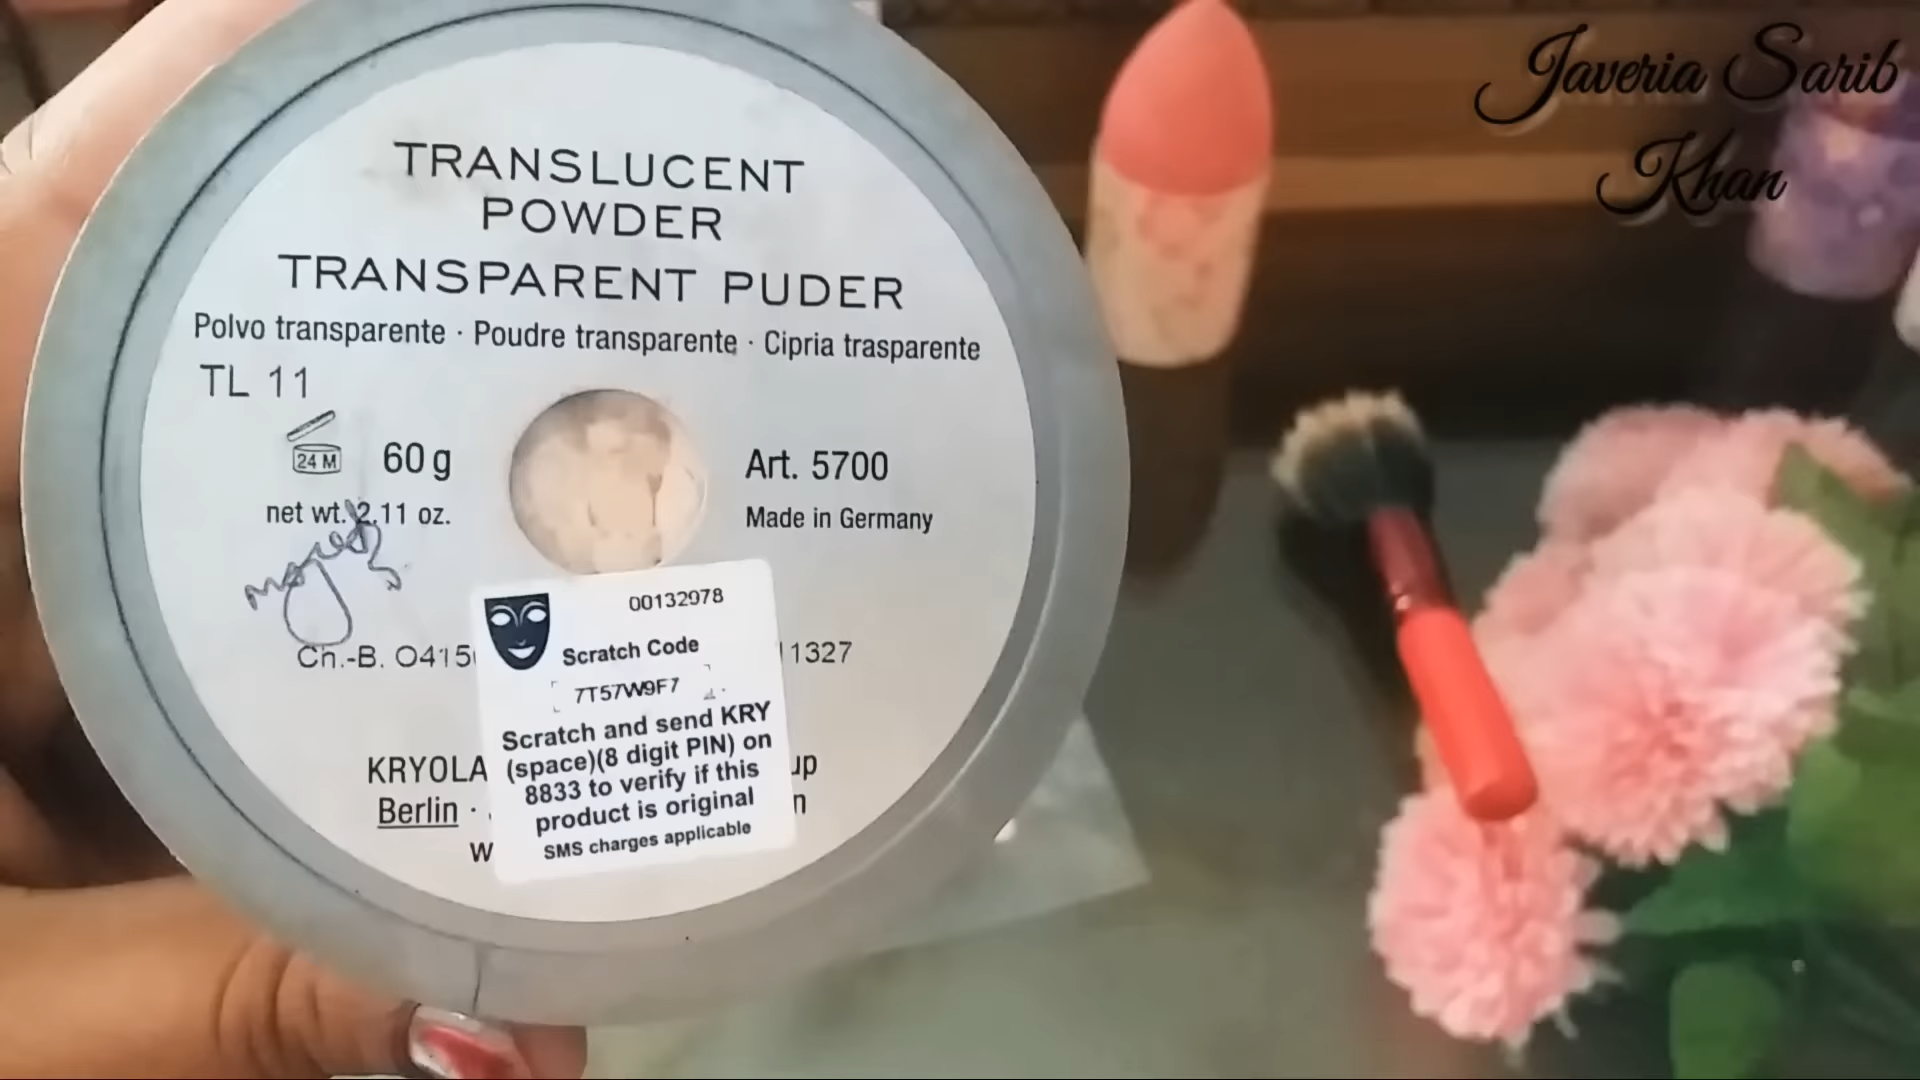 TRANSLUCENT
POWDER
TRANSPARENT PUDER
Polvo transparente · Poudre transparente · Cipria trasparente
TL 11
24 M
60 g
Art. 5700
net wt. 2.11 oz.
Made in Germany
00132978
Scratch Code
7T57W9F7
Ch.-B. 0415
11327
Scratch and send KRY
(space)(8 digit PIN) on
8833 to verify if this
product is original
SMS charges applicable
KRYOLA
up
Berlin ·
n
W
Javeria Sarib
Khan